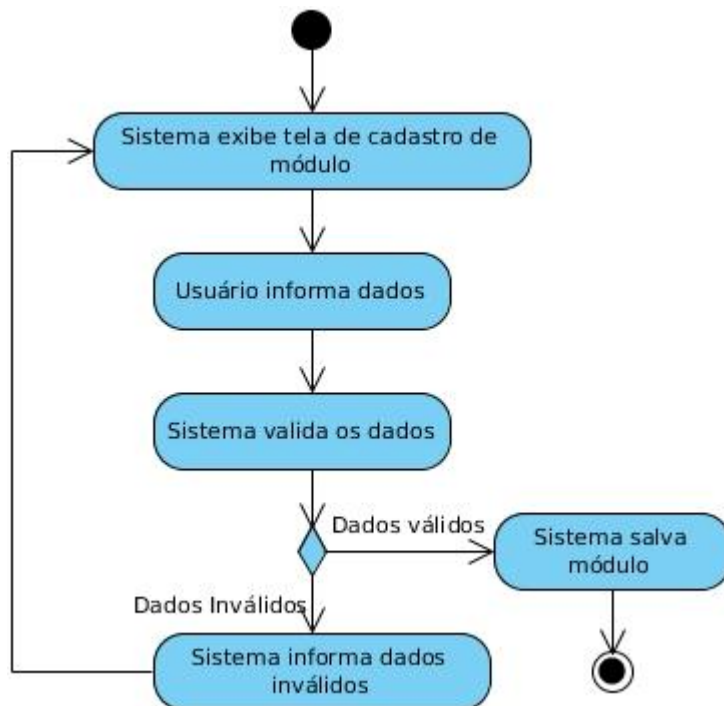 Sistema exibe tela de cadastro de
módulo
Usuário informa dados
Sistema valida os dados
Dados válidos
Sistema salva
módulo
Dados Inválidos
Sistema informa dados
inválidos